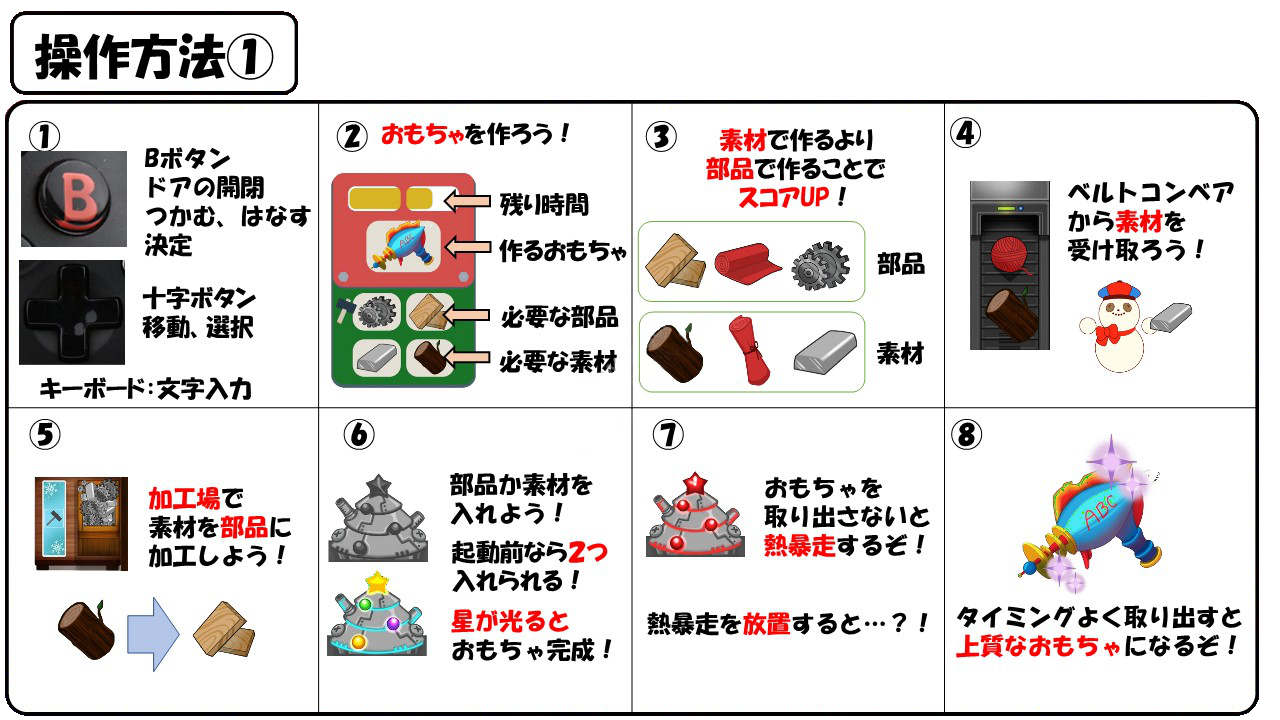 操作方法①
①
B
Bボタン
ドアの開閉
つかむ、はなす
決定
十字ボタン
移動、選択
キーボード:文字入力
②
おもちゃを作ろう!
残り時間
ABC
作るおもちゃ
必要な部品
必要な素材
③
素材で作るより
部品で作ることで
スコアUP!
部品
素材
④
ベルトコンベア
から素材を
受け取ろう!
⑤
加工場で
素材を部品に
加工しよう!
⑥
部品か素材を
入れよう!
起動前なら2つ
入れられる!
星が光ると
おもちゃ完成!
⑦
おもちゃを
取り出さないと
熱暴走するぞ!
熱暴走を放置すると…?!
⑧
ABC
タイミングよく取り出すと
上質なおもちゃになるぞ!